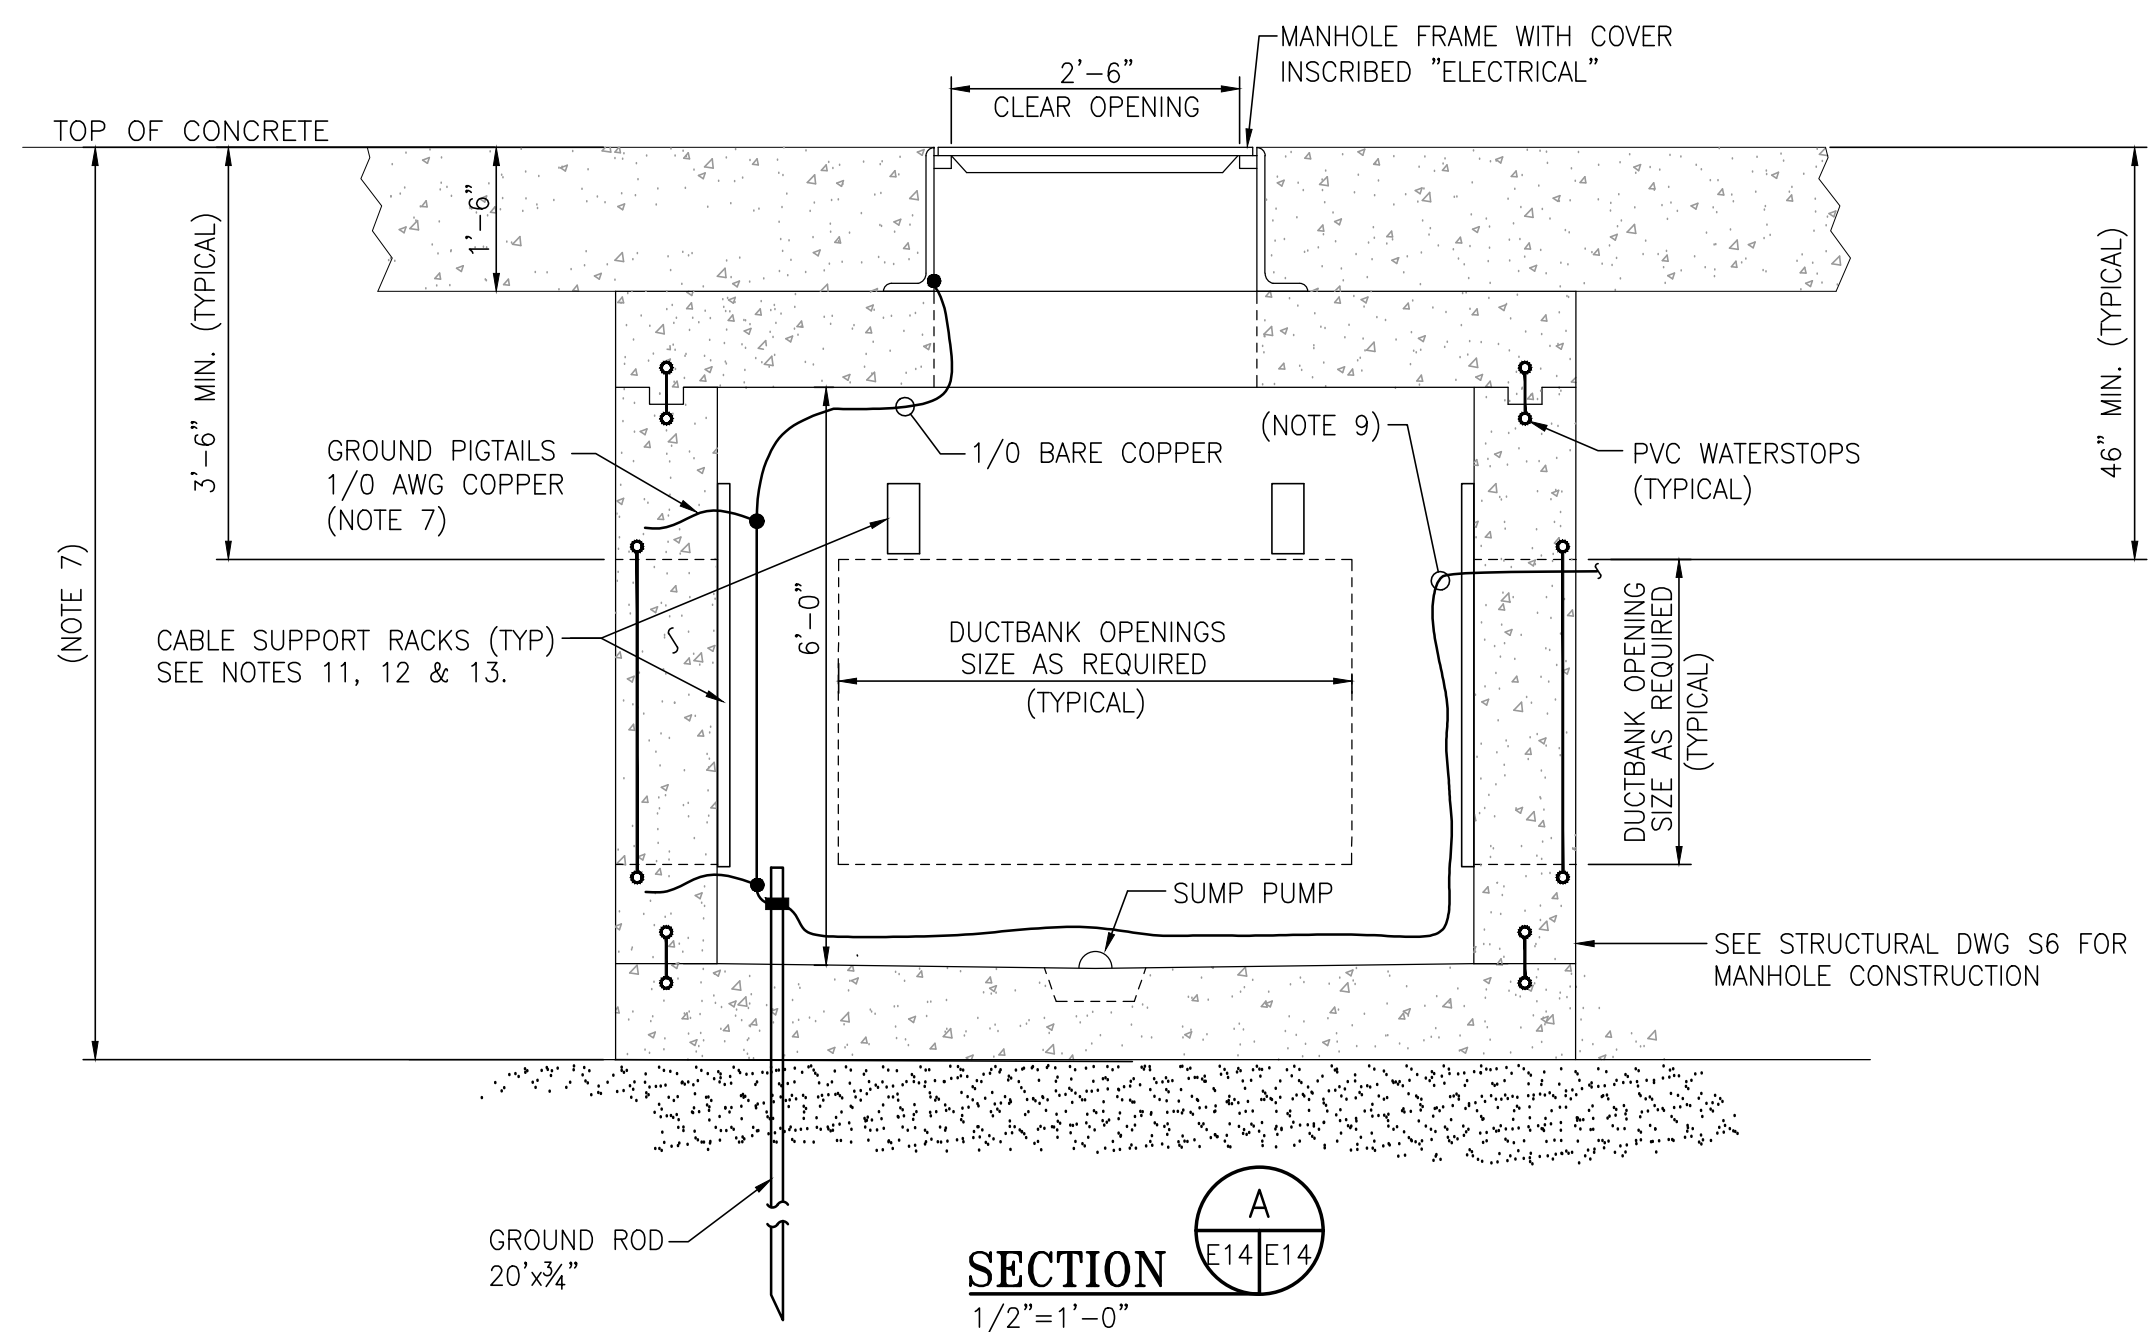 MANHOLE FRAME WITH COVER
INSCRIBED "ELECTRICAL"
2'-6"
CLEAR OPENING
TOP OF CONCRETE
1'-6"
3'-6" MIN. (TYPICAL)
46" MIN. (TYPICAL)
(NOTE 7)
GROUND PIGTAILS
1/0 AWG COPPER
(NOTE 7)
1/0 BARE COPPER
(NOTE 9)
PVC WATERSTOPS
(TYPICAL)
CABLE SUPPORT RACKS (TYP)
SEE NOTES 11, 12 & 13.
6'-0"
DUCTBANK OPENINGS
SIZE AS REQUIRED
(TYPICAL)
DUCTBANK OPENING
SIZE AS REQUIRED
(TYPICAL)
SUMP PUMP
SEE STRUCTURAL DWG S6 FOR
MANHOLE CONSTRUCTION
GROUND ROD
20'x¾"
SECTION
1/2"=1'-0"
A
E14 E14